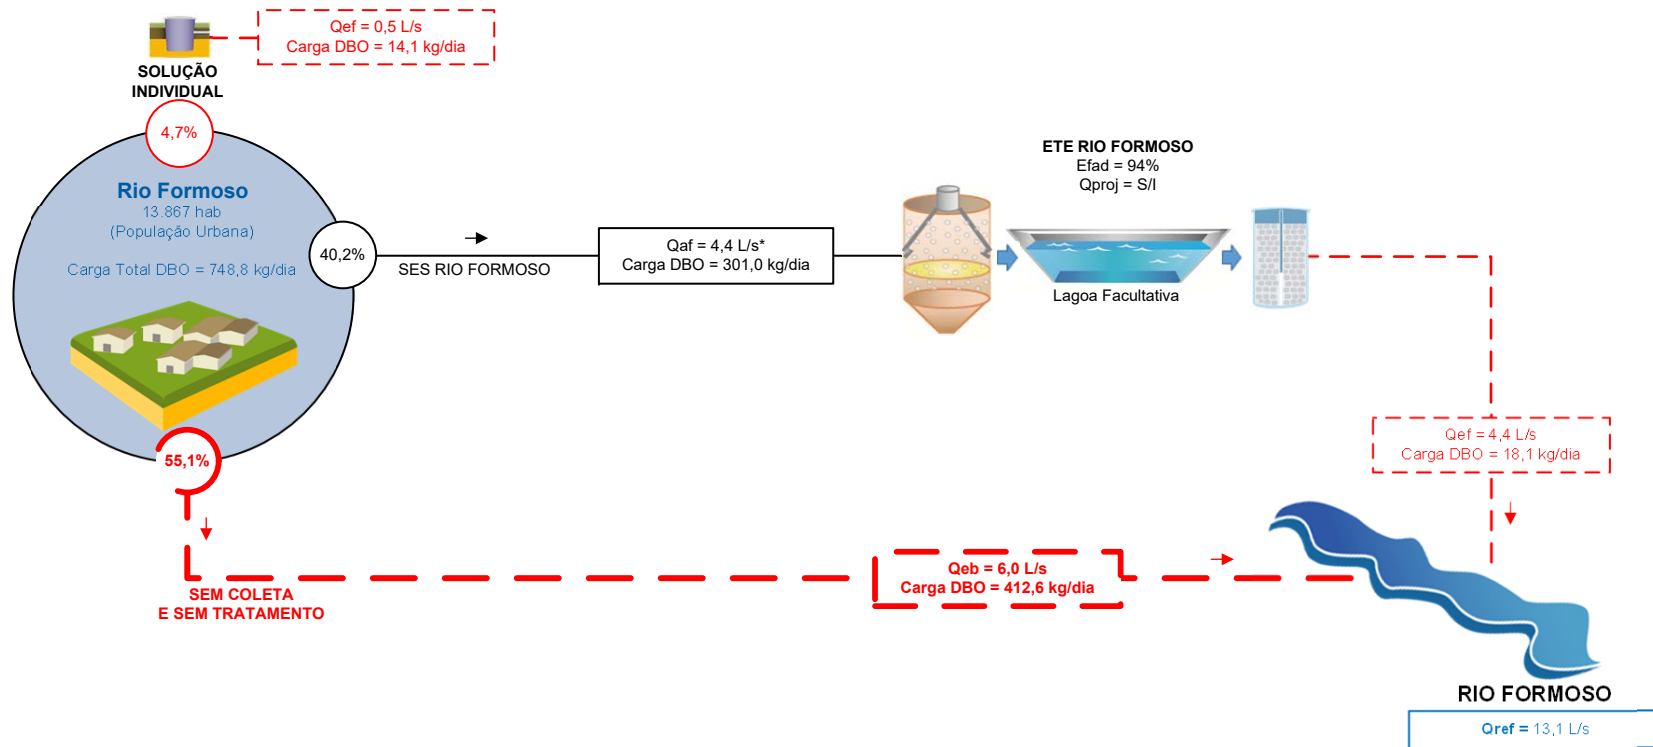 Qef = 0,5 L/s
Carga DBO = 14,1 kg/dia
SOLUÇÃO
INDIVIDUAL
4,7%
Rio Formoso
13.867 hab
(População Urbana)
Carga Total DBO = 748,8 kg/dia
40,2%
SES RIO FORMOSO
Qaf = 4,4 L/s*
Carga DBO = 301,0 kg/dia
ETE RIO FORMOSO
Efad = 94%
Qproj = S/I
Lagoa Facultativa
Qef = 4,4 L/s
Carga DBO = 18,1 kg/dia
55,1%
SEM COLETA
E SEM TRATAMENTO
Qeb = 6,0 L/s
Carga DBO = 412,6 kg/dia
RIO FORMOSO
Qref = 13,1 L/s